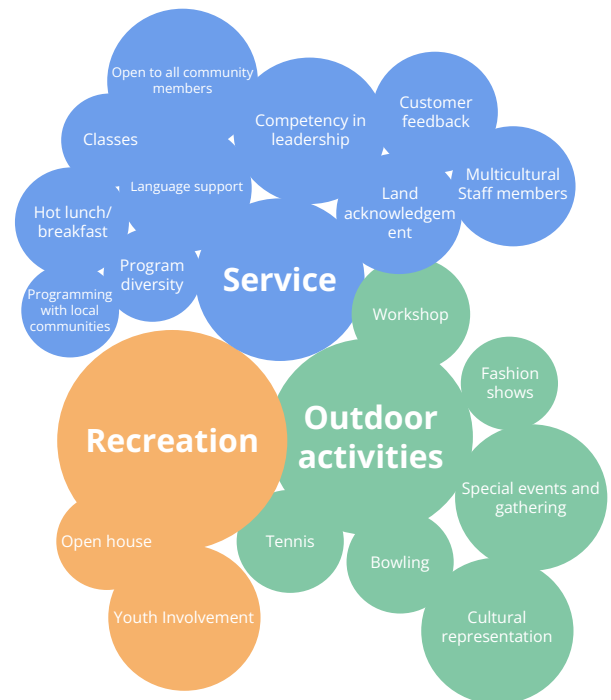 Open to all community
members
Classes
Competency in
leadership
Customer
feedback
Language support
Multicultural
Staff members
Hot lunch/
breakfast
Land
acknowledgem
ent
Program
diversity
Service
Programming
with local
communities
Workshop
Fashion
shows
Recreation
Outdoor
activities
Special events and
gathering
Open house
Tennis
Bowling
Youth Involvement
Cultural
representation